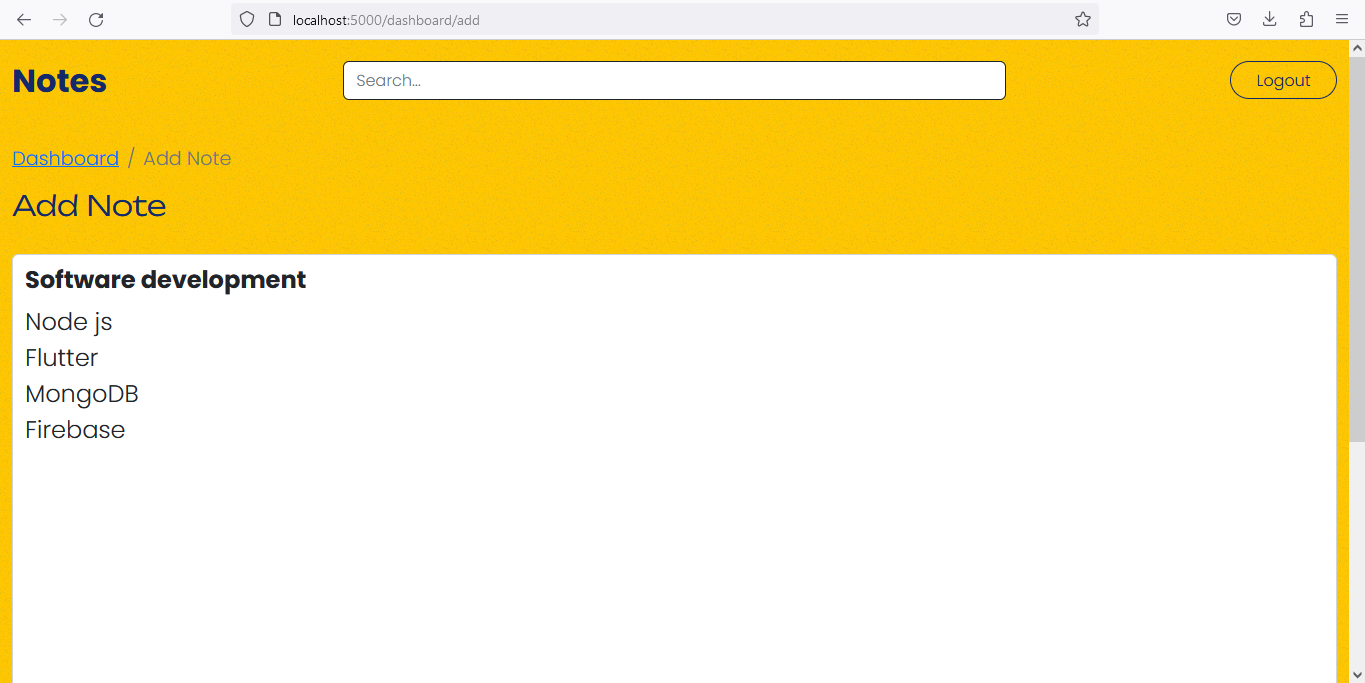 localhost:5000/dashboard/add
Notes
Search...
Logout
Dashboard / Add Note
Add Note
Software development
Node js
Flutter
MongoDB
Firebase